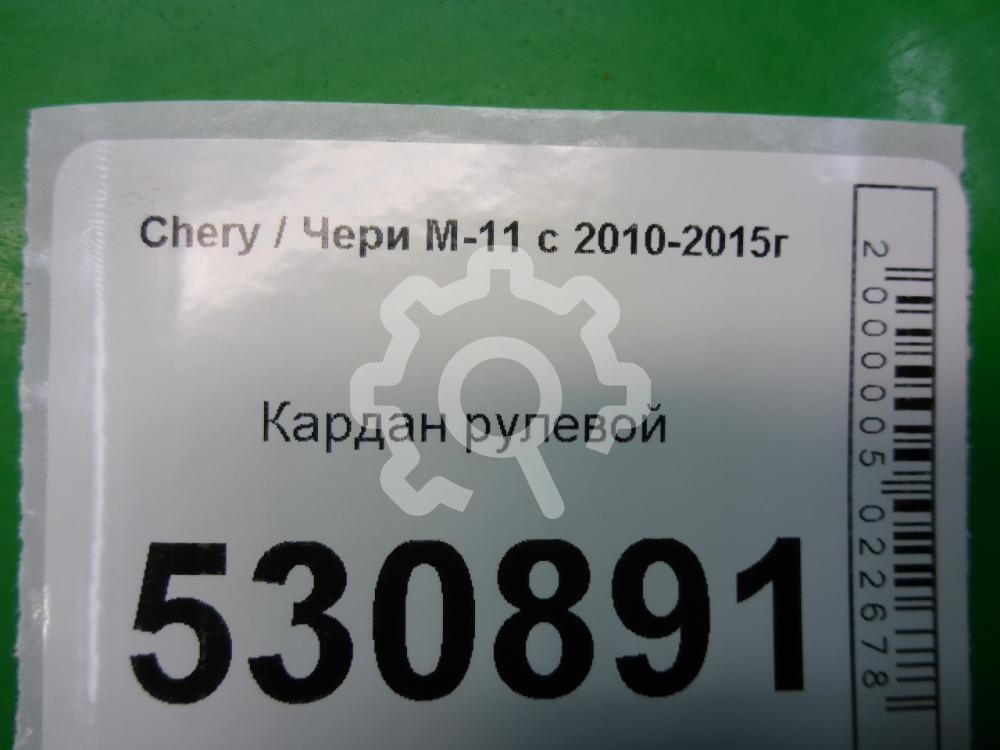 Chery / Чери М-11 с 2010-2015г
Кардан рулевой
530891
2000005022678